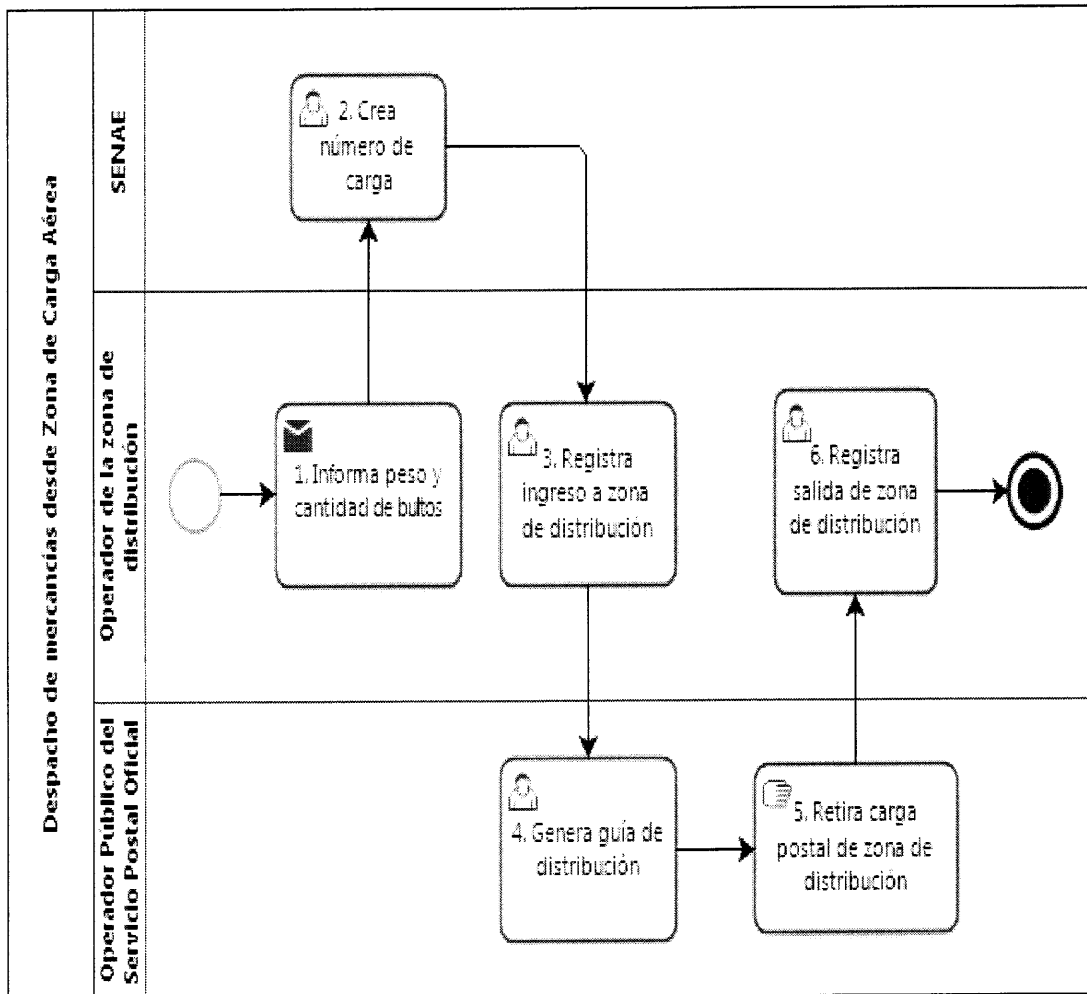 Despacho de mercancías desde Zona de Carga Aérea
SENAE
2. Crea
número de
carga
Operador de la zona de
distribución
1. Informa peso y
cantidad de bultos
3. Registra
ingreso a zona
de distribución
6. Registra
salida de zona
de distribución
Operador Público del
Servicio Postal Oficial
4. Genera guía de
distribución
5. Retira carga
postal de zona de
distribución